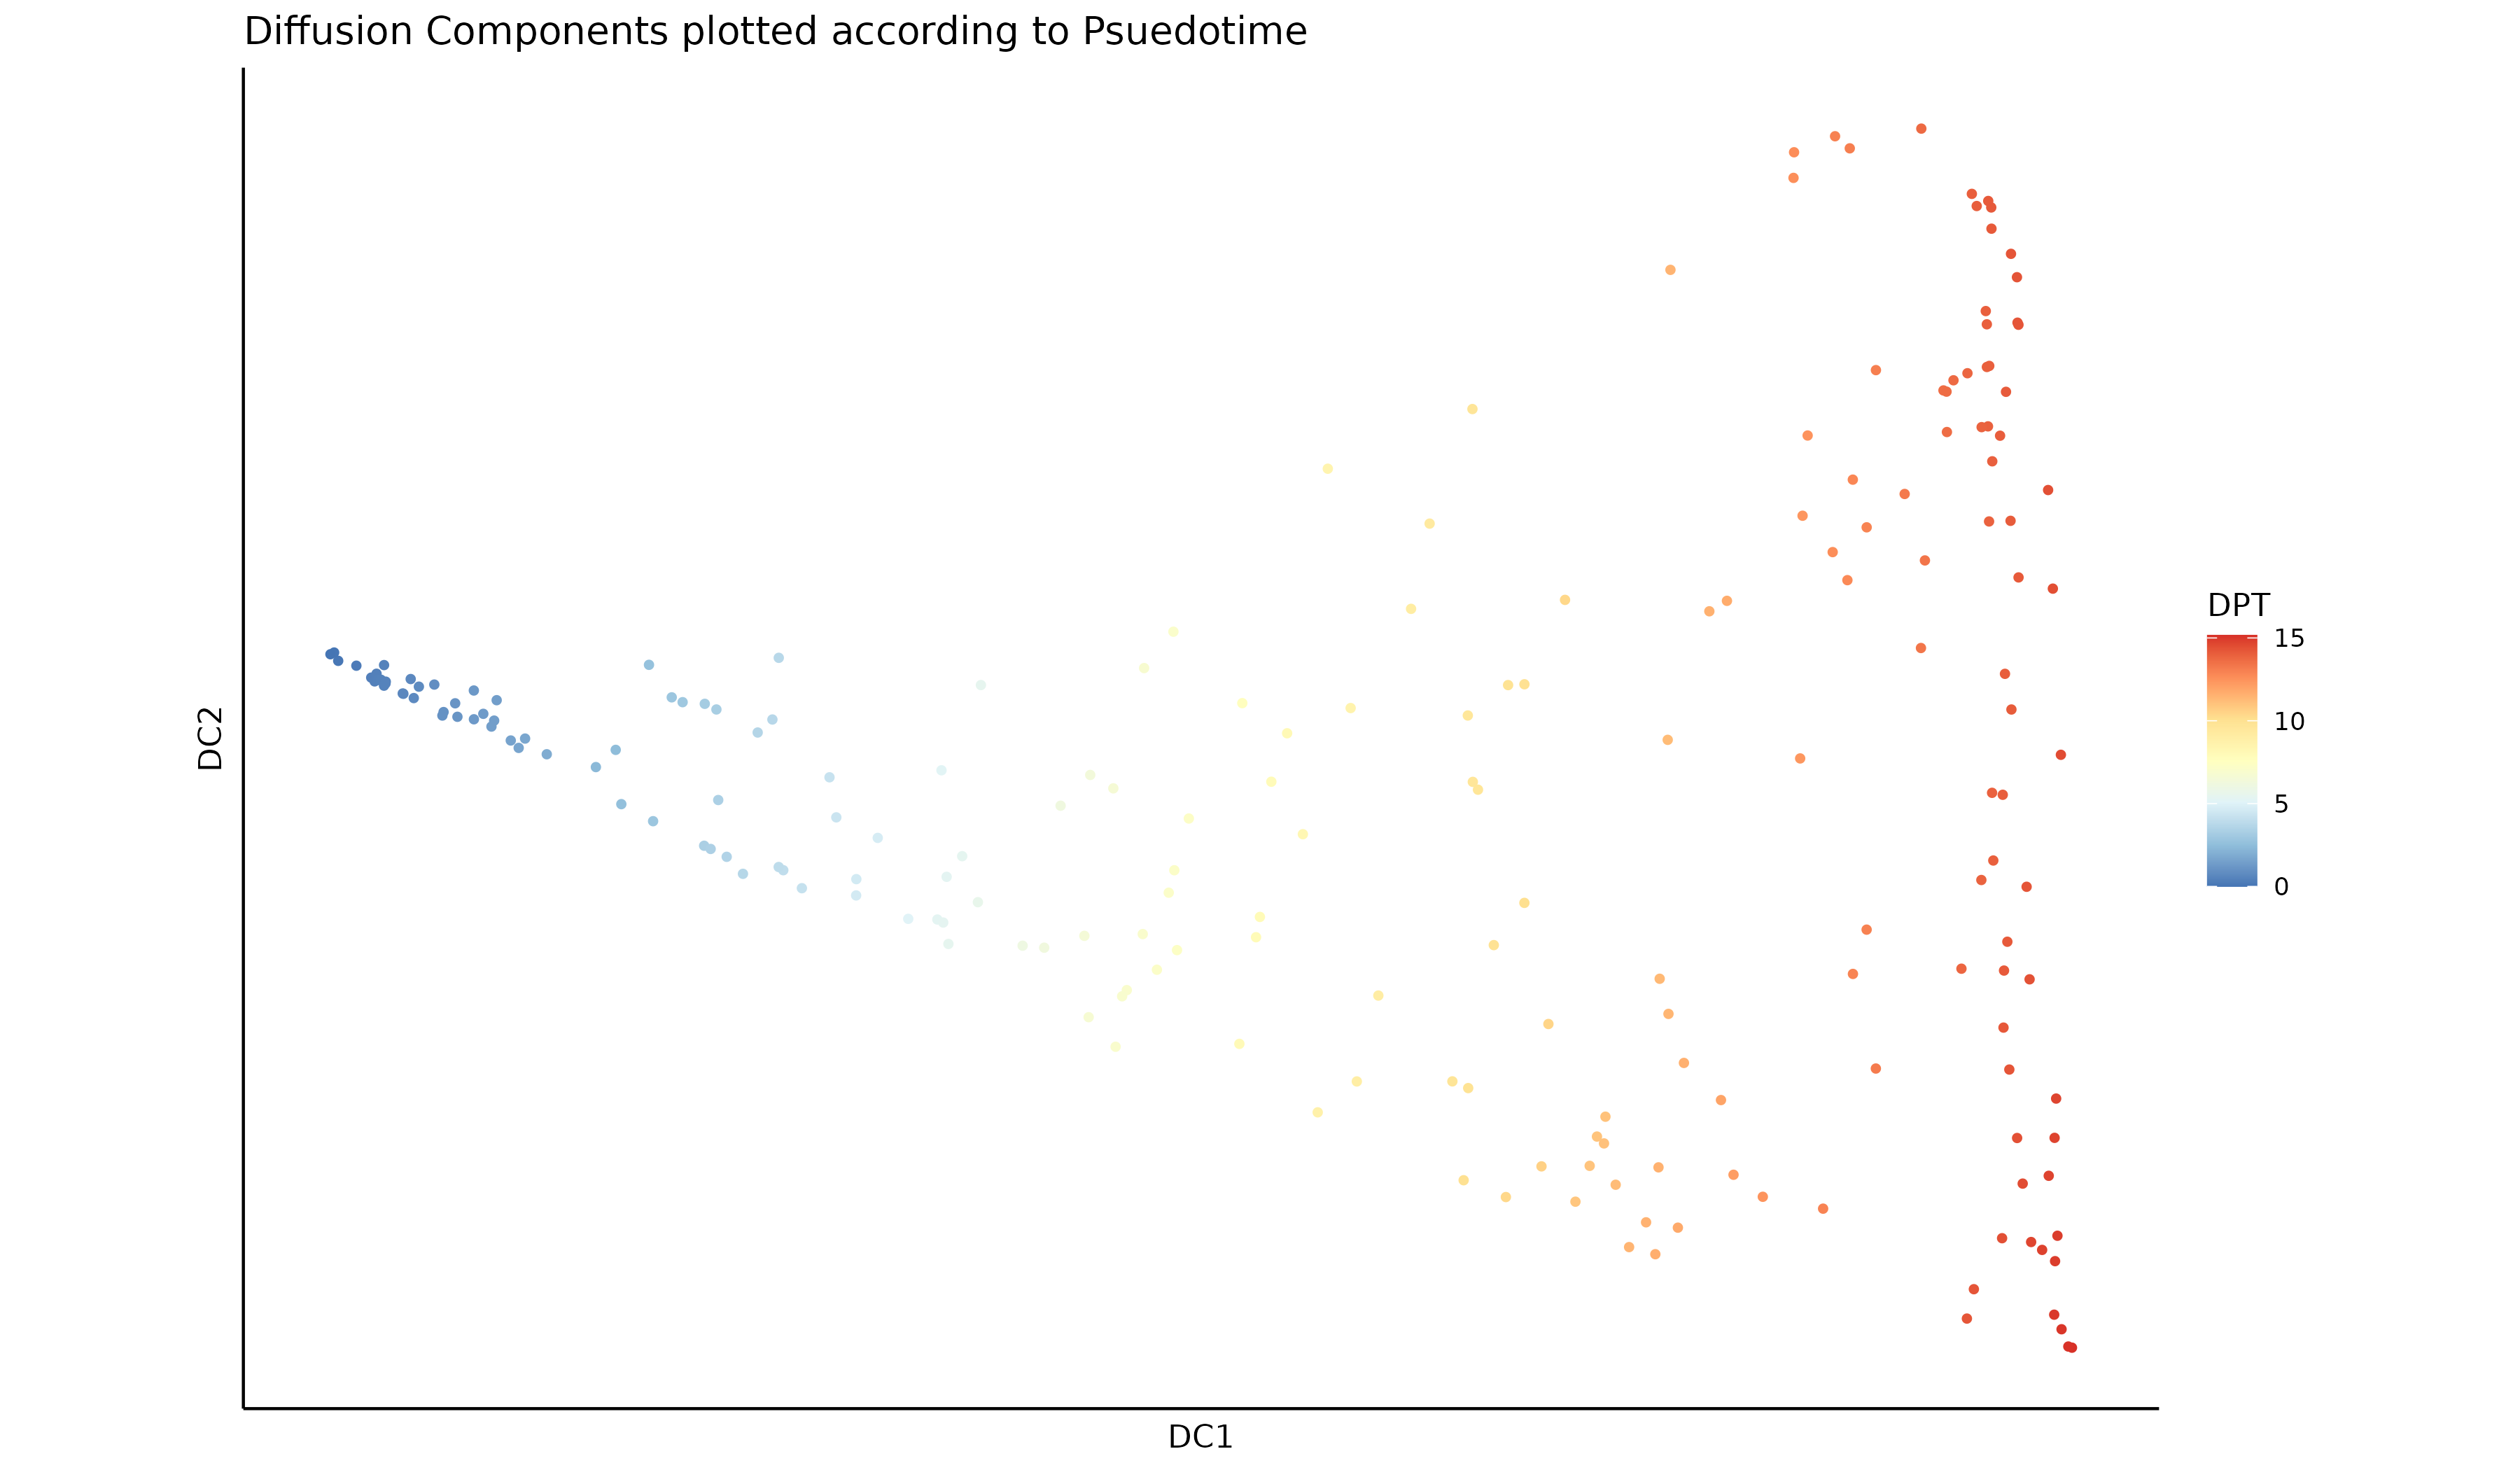 Diffusion Components plotted according to Psuedotime
DC2
DPT
15
10
5
0
DC1